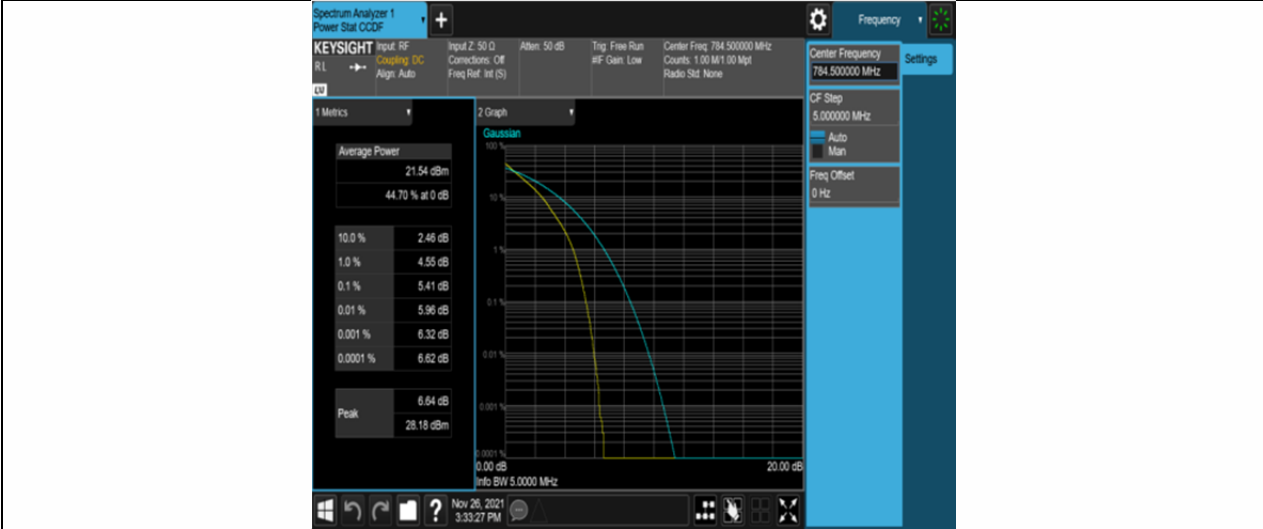 Spectrum Analyzer 1
Power Stat CCDF
+
Frequency
KEYSIGHT
RL
LV
Input: RF
Coupling: DC
Align: Auto
Input Z: 50 Ω
Corrections: Off
Freq Ref: Int (S)
Atten: 50 dB
Trig: Free Run
#IF Gain: Low
Center Freq: 784.500000 MHz
Counts: 1.00 M/1.00 Mpt
Radio Std: None
Center Frequency
784.500000 MHz
Settings
CF Step
5.000000 MHz
Auto
Man
Freq Offset
0 Hz
1 Metrics
Average Power
21.54 dBm
44.70 % at 0 dB
10.0 % 2.46 dB
1.0 % 4.55 dB
0.1 % 5.41 dB
0.01 % 5.96 dB
0.001 % 6.32 dB
0.0001 % 6.62 dB
Peak
6.64 dB
28.18 dBm
2 Graph
Gaussian
100 %
10 %
1 %
0.1 %
0.01 %
0.001 %
0.0001 %
0.00 dB 20.00 dB
Info BW 5.0000 MHz
?
Nov 26, 2021
3:33:27 PM